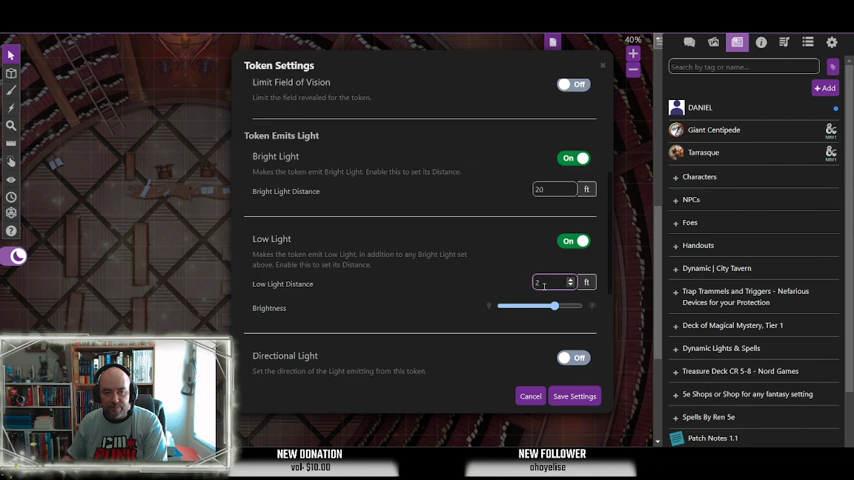 40%
Token Settings
Limit Field of Vision
Off
Limit the field revealed for the token.
Token Emits Light
Bright Light
On
Makes the token emit Bright Light. Enable this to set its Distance.
Bright Light Distance
20
ft
Low Light
On
Makes the token emit Low Light, in addition to any Bright Light set
above. Enable this to set its Distance.
Low Light Distance
2
ft
Brightness
Directional Light
Off
Set the direction of the Light emitting from this token.
Cancel
Save Settings
Search by tag or name...
+ Add
DANIEL
Giant Centipede
MM1
Tarrasque
MM1
+ Characters
+ NPCs
+ Foes
+ Handouts
+ Dynamic | City Tavern
+ Trap Trammels and Triggers - Nefarious
Devices for your Protection
+ Deck of Magical Mystery, Tier 1
+ Dynamic Lights & Spells
+ Treasure Deck CR 5-8 - Nord Games
+ 5e Shops or Shop for any fantasy setting
+ Spells By Ren 5e
Patch Notes 1.1
NEW DONATION
val- $10.00
NEW FOLLOWER
ahoyelise